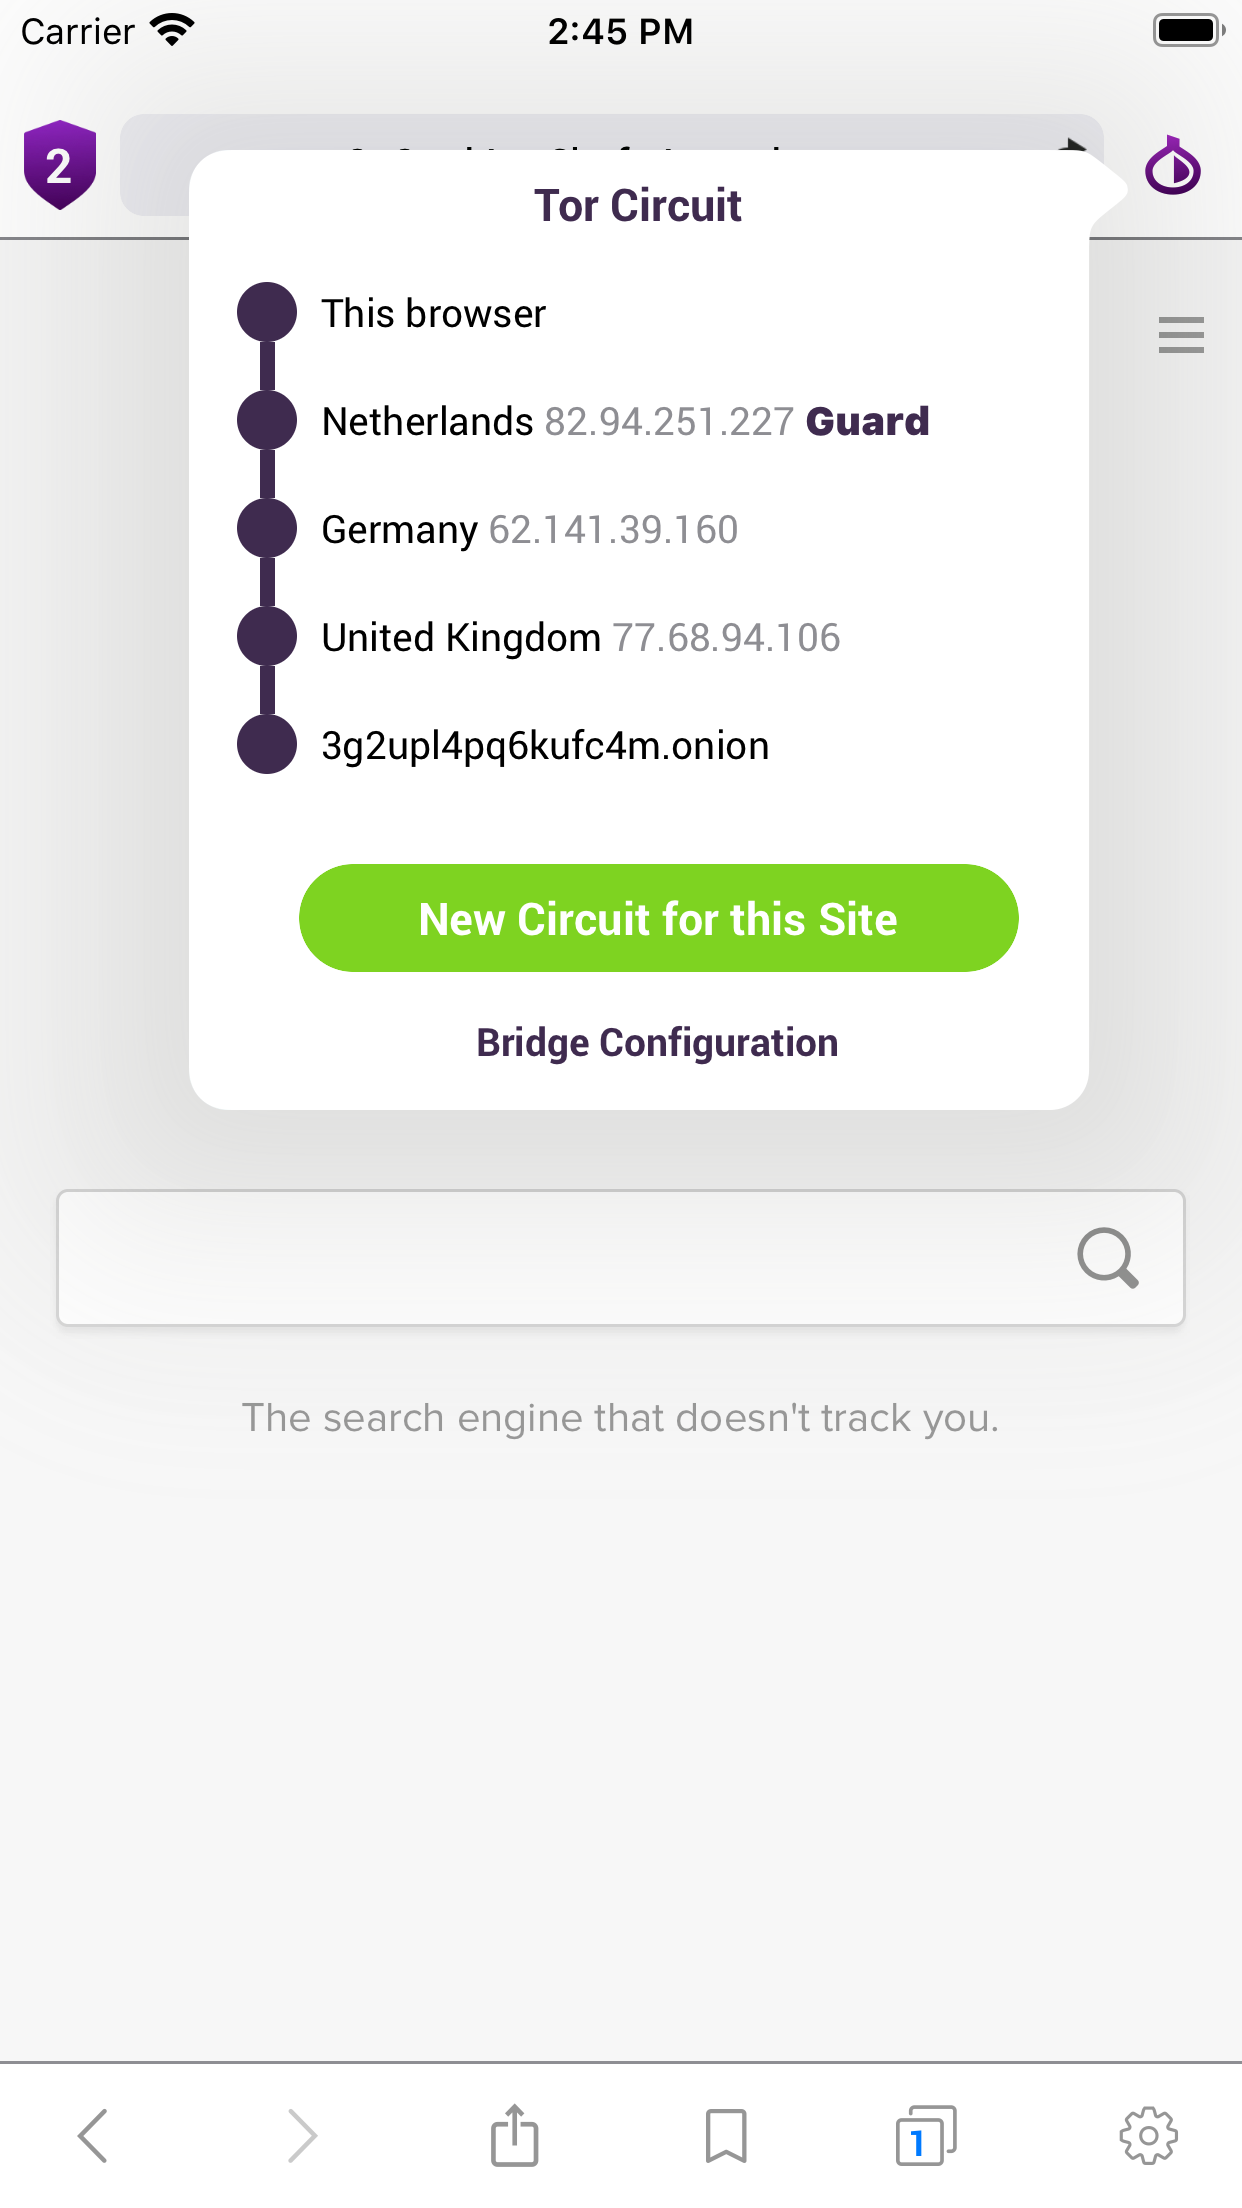 Carrier
2:45 PM
2
Tor Circuit
This browser
Netherlands 82.94.251.227 Guard
Germany 62.141.39.160
United Kingdom 77.68.94.106
3g2upl4pq6kufc4m.onion
New Circuit for this Site
Bridge Configuration
The search engine that doesn't track you.
1